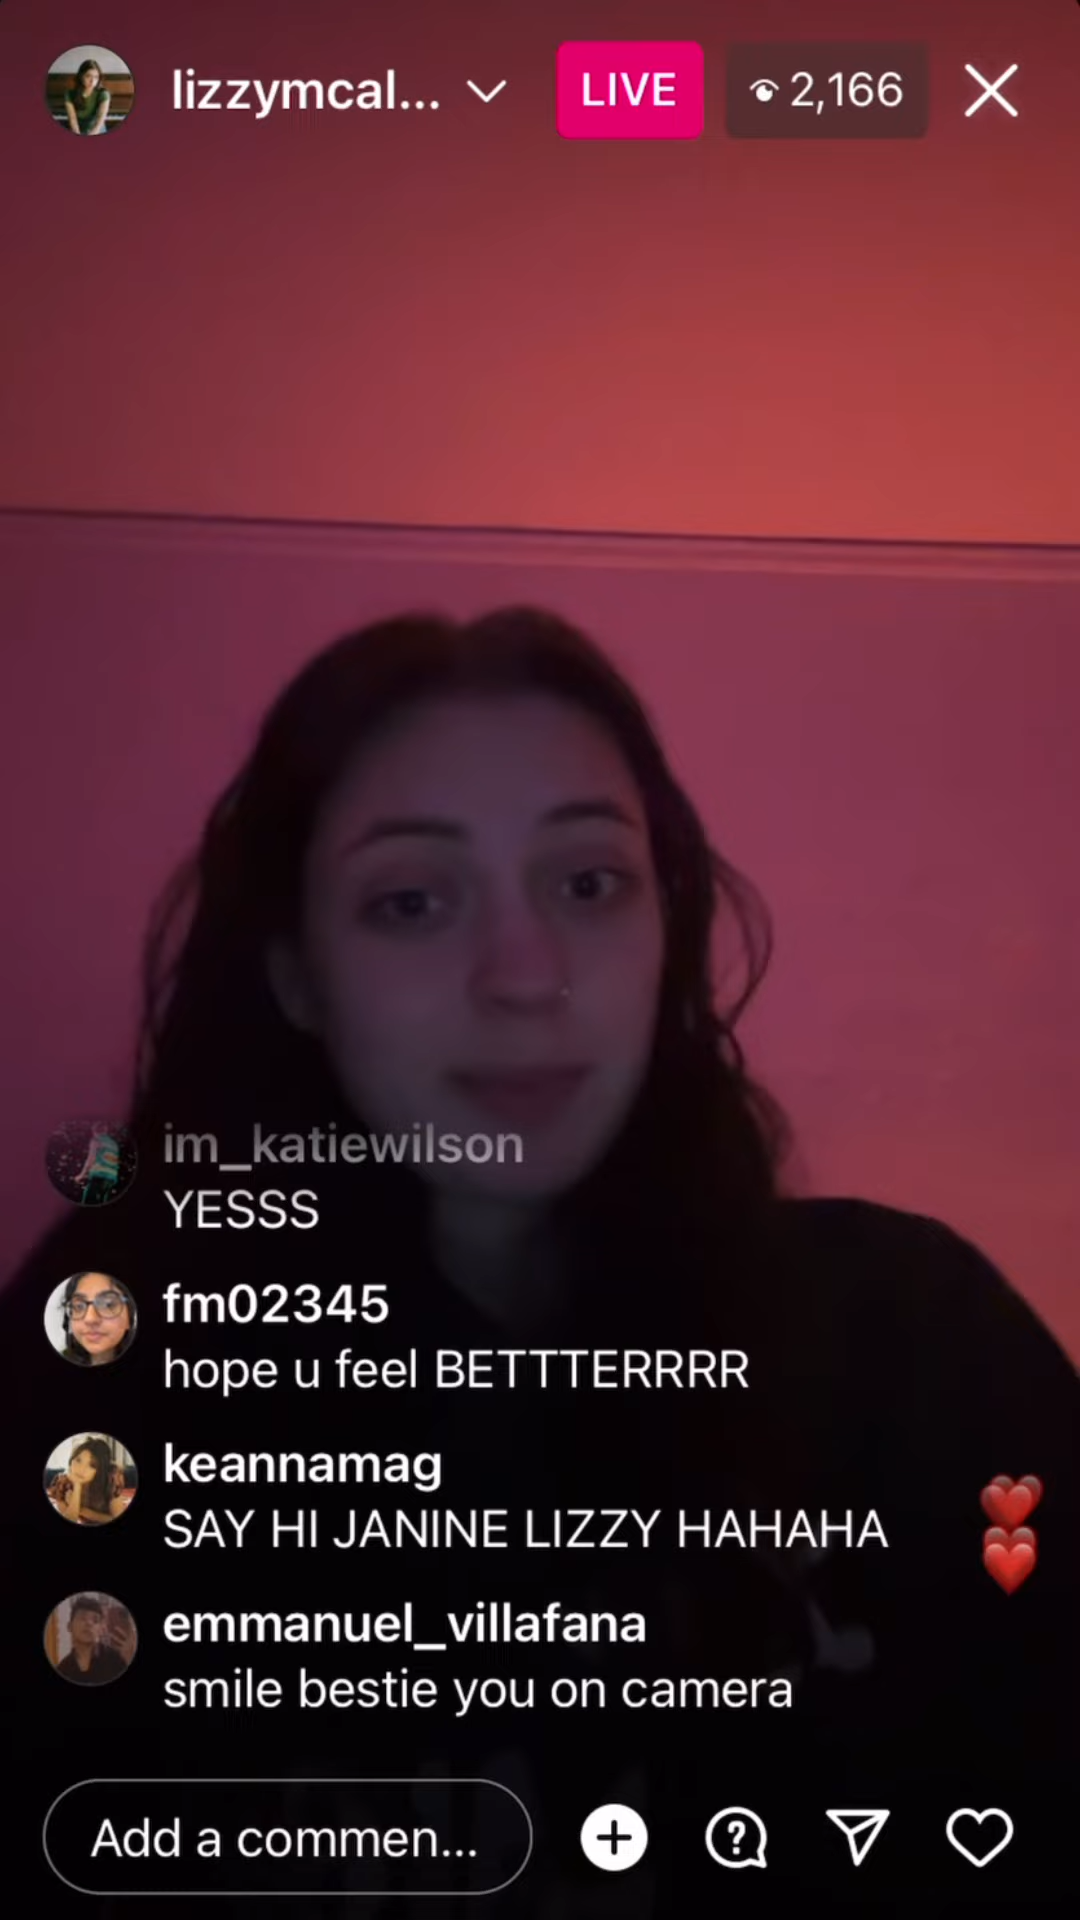 lizzymcal...
LIVE
2,166
im_katiewilson
YESSS
fm02345
hope u feel BETTTERRRR
keannamag
SAY HI JANINE LIZZY HAHAHA
emmanuel_villafana
smile bestie you on camera
Add a commen...